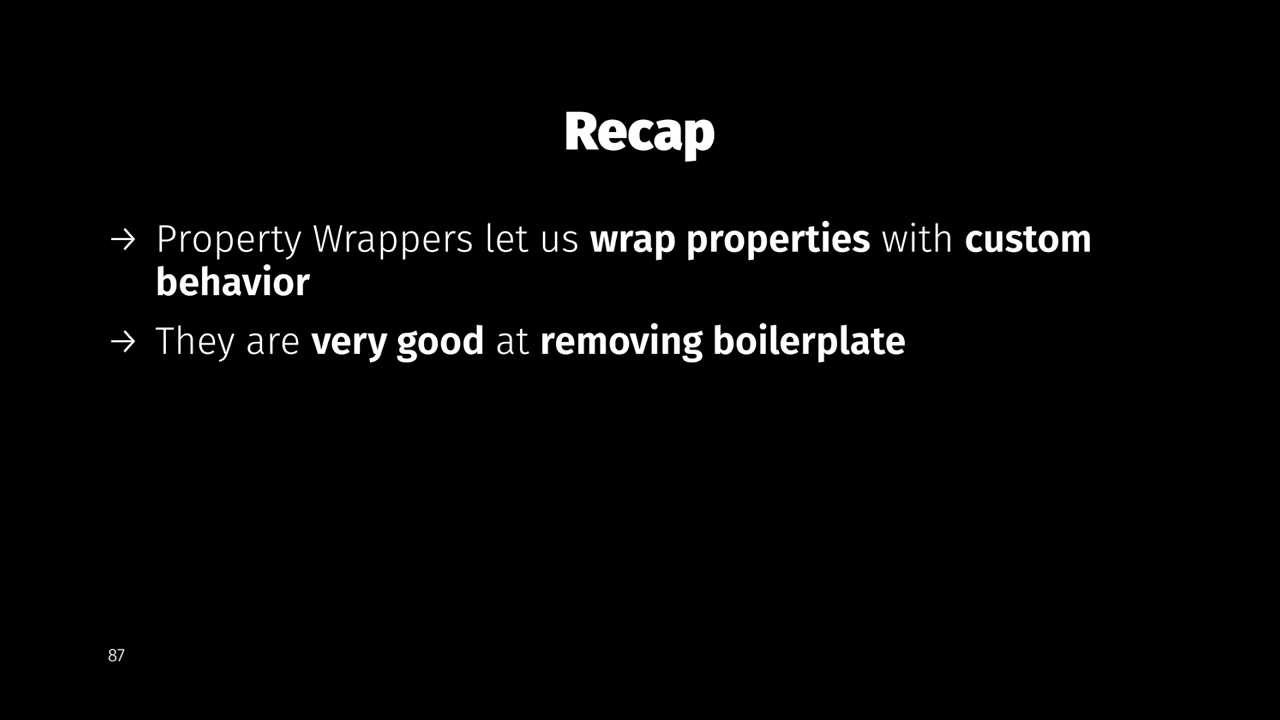 Recap
→ Property Wrappers let us wrap properties with custom
behavior
→ They are very good at removing boilerplate
87